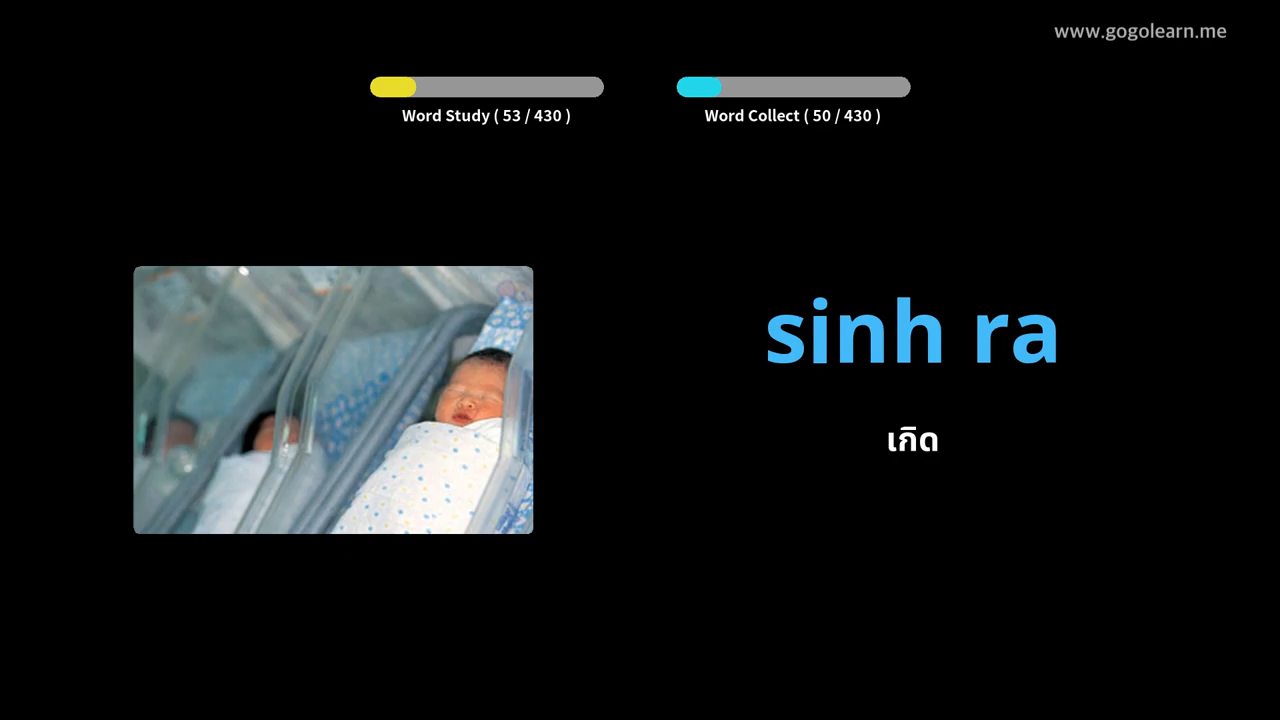 www.gogolearn.me
Word Study ( 53 / 430 )
Word Collect ( 50 / 430 )
sinh ra
เกิด